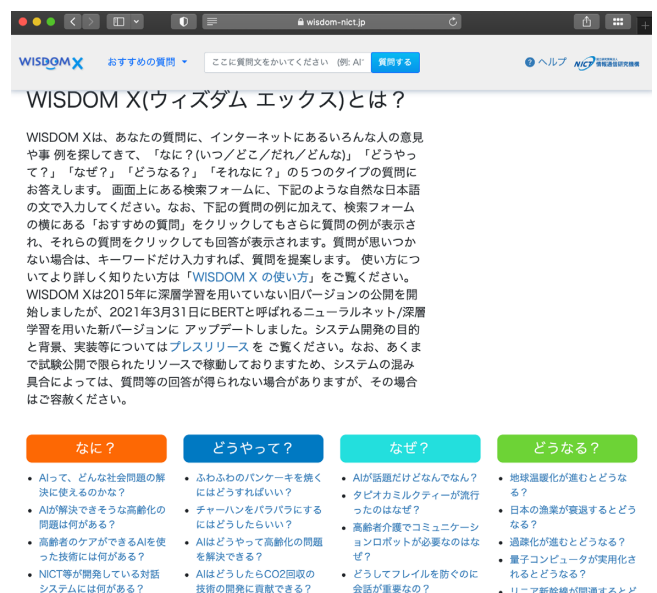 wisdom-nict.jp
WISDOM X おすすめの質問 ここに質問文をかいてください (例: AI 質問する ヘルプ NICT 情報通信研究機構
WISDOM X(ウィズダム エックス)とは？
WISDOM Xは、あなたの質問に、インターネットにあるいろんな人の意見
や事 例を探してきて、「なに？(いつ／どこ／だれ／どんな)」「どうやっ
て？」「なぜ？」「どうなる？」「それなに？」の５つのタイプの質問に
お答えします。 画面上にある検索フォームに、下記のような自然な日本語
の文で入力してください。なお、下記の質問の例に加えて、検索フォーム
の横にある「おすすめの質問」をクリックしてもさらに質問の例が表示さ
れ、それらの質問をクリックしても回答が表示されます。質問が思いつか
ない場合は、キーワードだけ入力すれば、質問を提案します。 使い方につ
いてより詳しく知りたい方は「WISDOM X の使い方」をご覧ください。
WISDOM Xは2015年に深層学習を用いていない旧バージョンの公開を開
始しましたが、2021年3月31日にBERTと呼ばれるニューラルネット/深層
学習を用いた新バージョンに アップデートしました。システム開発の目的
と背景、実装等についてはプレスリリース を ご覧ください。なお、あくま
で試験公開で限られたリソースで稼動しておりますため、システムの混み
具合によっては、質問等の回答が得られない場合がありますが、その場合
はご容赦ください。
なに？
AIって、どんな社会問題の解
決に使えるのかな？
AIが解決できそうな高齢化の
問題は何がある？
高齢者のケアができるAIを使
った技術には何がある？
NICT等が開発している対話
システムには何がある？
どうやって？
ふわふわのパンケーキを焼く
にはどうすればいい？
チャーハンをパラパラにする
にはどうしたらいい？
AIはどうやって高齢化の問題
を解決できる？
AIはどうしたらCO2回収の
技術の開発に貢献できる？
なぜ？
AIが話題だけどなんでなん？
タピオカミルクティーが流行
ったのはなぜ？
高齢者介護でコミュニケーシ
ョンロボットが必要なのはな
ぜ？
どうしてフレイルを防ぐのに
会話が重要なの？
どうなる？
地球温暖化が進むとどうな
る？
日本の漁業が衰退するとどう
なる？
過疎化が進むとどうなる？
量子コンピュータが実用化さ
れるとどうなる？
リニア新幹線が開通するとど